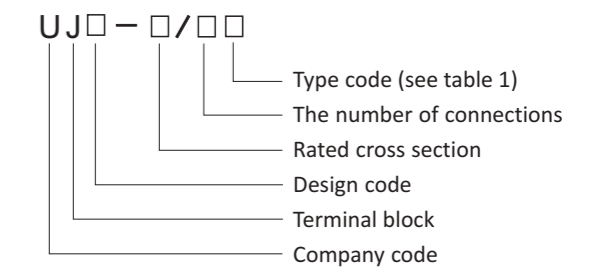 UJ□－□/□□
Type code (see table 1)
The number of connections
Rated cross section
Design code
Terminal block
Company code